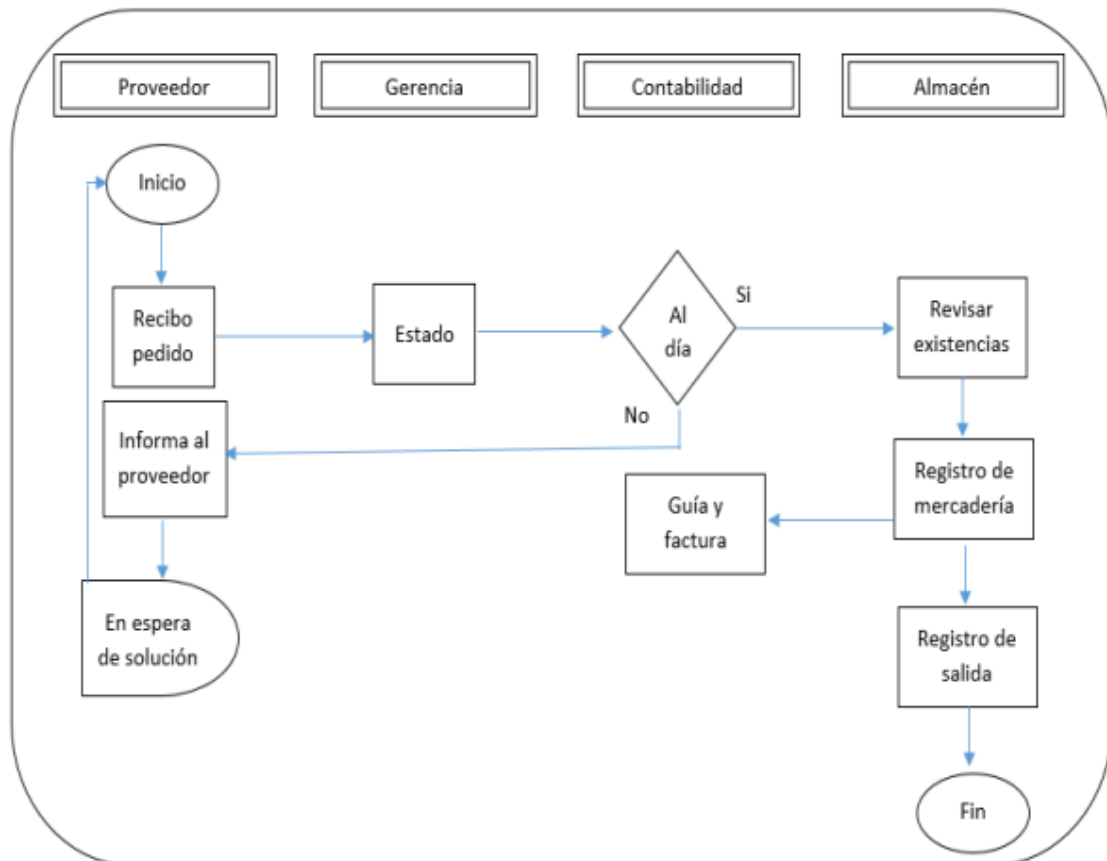 Proveedor
Gerencia
Contabilidad
Almacén
Inicio
Recibo
pedido
Estado
Al
día
Si
Revisar
existencias
No
Informa al
proveedor
Guía y
factura
Registro de
mercadería
En espera
de solución
Registro de
salida
Fin